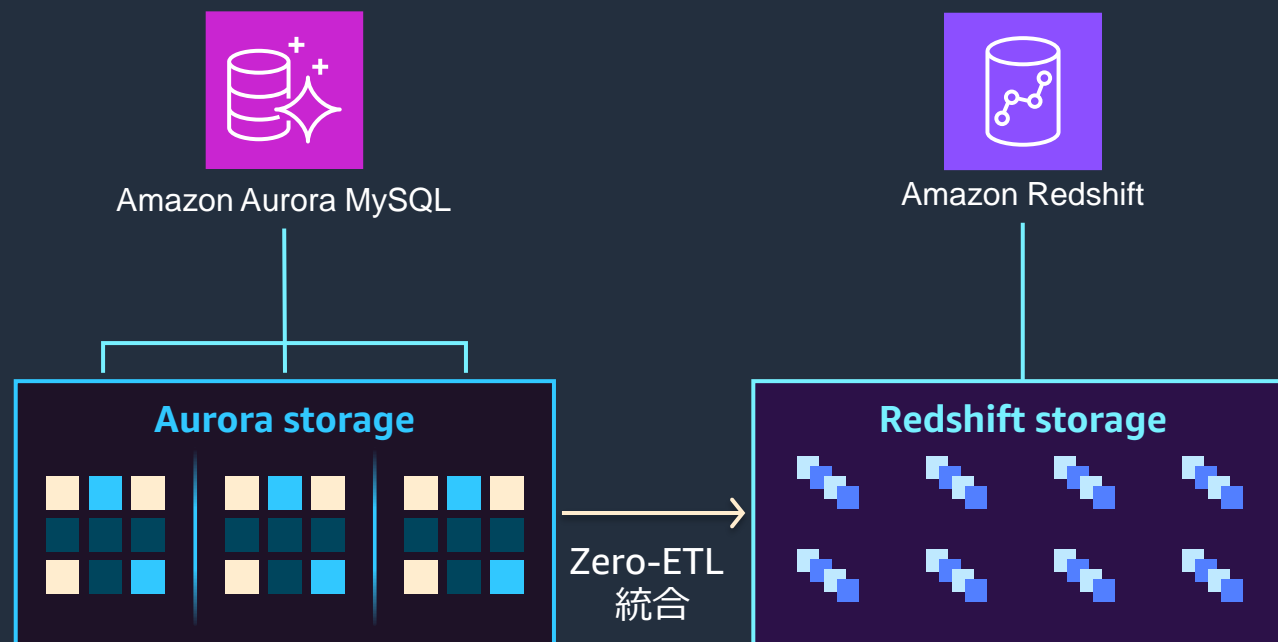 Amazon Aurora MySQL
Amazon Redshift
Aurora storage
Redshift storage
Zero-ETL
統合